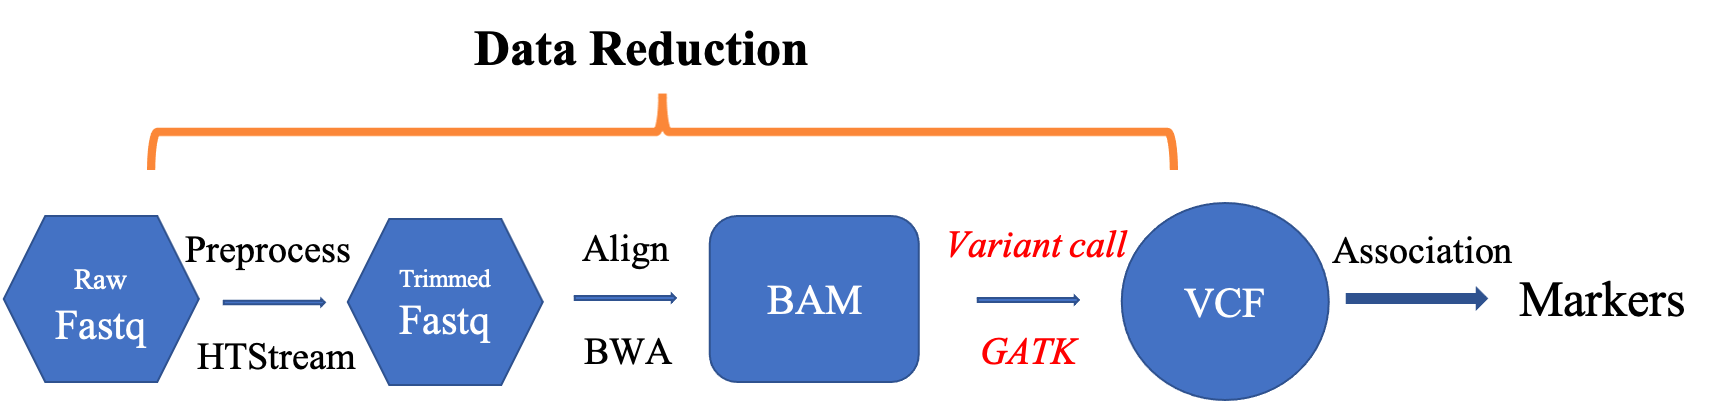 Data Reduction
Raw
Fastq
Preprocess
HTStream
Trimmed
Fastq
Align
BWA
BAM
Variant call
GATK
VCF
Association
Markers